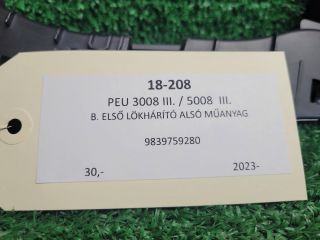 18-208
PEU 3008 III. / 5008 III.
B. ELSŐ LÖKHÁRÍTÓ ALSÓ MŰANYAG
9839759280
30,- 2023-